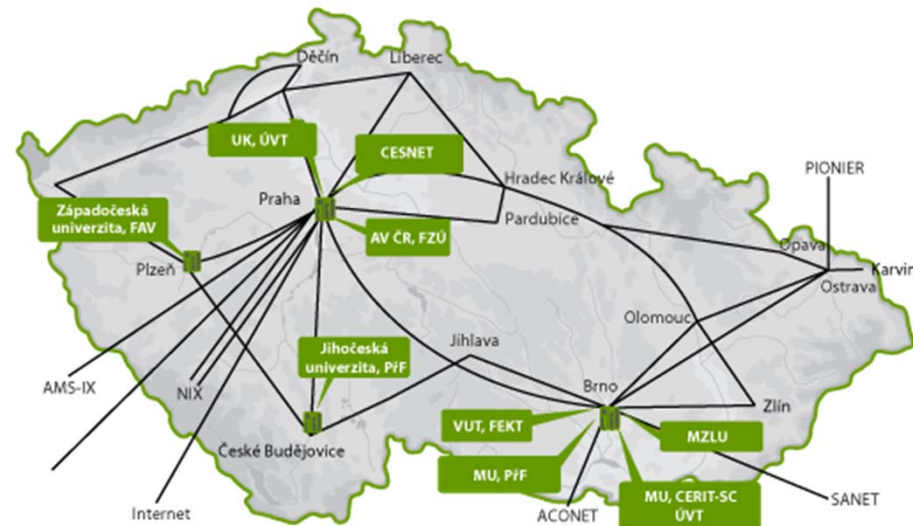 Děčín
Liberec
UK, ÚVT
CESNET
PIONIER
Hradec Králové
Praha
Západočeská
univerzita, FAV
Pardubice
AV ČR, FZÚ
Opava
Plzeň
Karvin
Ostrava
Olomouc
Jihlava
Jihočeská
univerzita, PřF
AMS-IX
NIX
Brno
Zlín
VUT, FEKT
MZLU
České Budějovice
MU, PřF
MU, CERIT-SC
ÚVT
SANET
Internet
ACONET